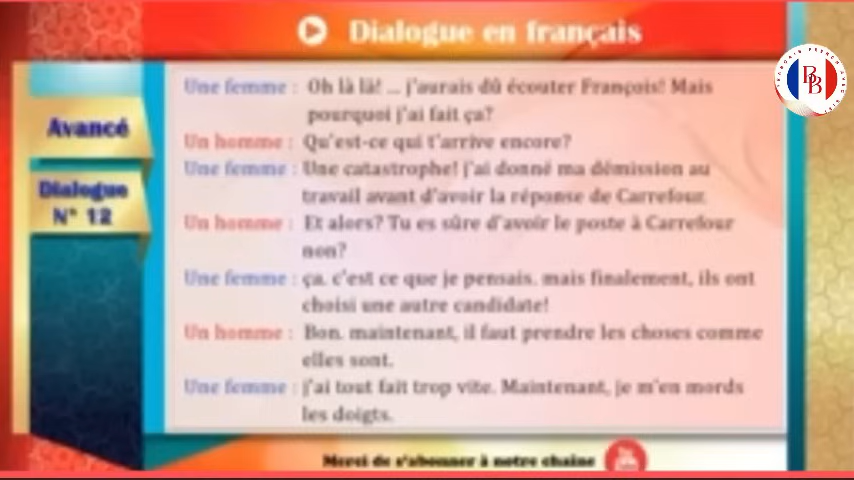 Dialogue en français
Avancé
Dialogue
N° 12
Une femme : Oh là là! ... j'aurais dû écouter François! Mais
pourquoi j'ai fait ça?
Un homme : Qu'est-ce qui t'arrive encore?
Une femme : Une catastrophe! j'ai donné ma démission au
travail avant d'avoir la réponse de Carrefour.
Un homme : Et alors? Tu es sûre d'avoir le poste à Carrefour
non?
Une femme : ça, c'est ce que je pensais, mais finalement, ils ont
choisi une autre candidate!
Un homme : Bon, maintenant, il faut prendre les choses comme
elles sont.
Une femme : j'ai tout fait trop vite. Maintenant, je m'en mords
les doigts.
Merci de s'abonner à notre chaine